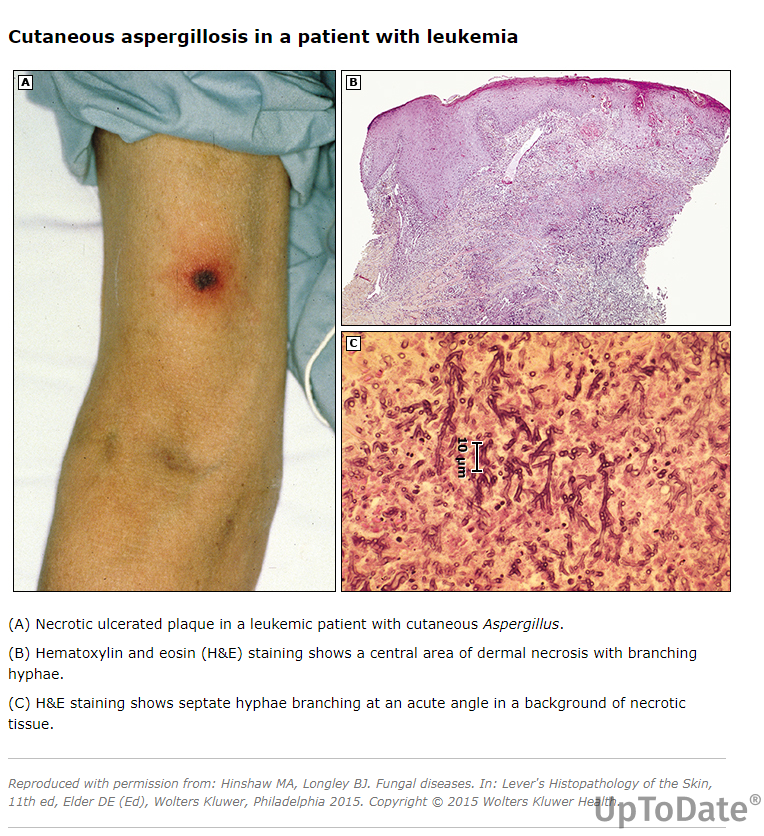 Cutaneous aspergillosis in a patient with leukemia
A
B
C
10 μm
(A) Necrotic ulcerated plaque in a leukemic patient with cutaneous Aspergillus.
(B) Hematoxylin and eosin (H&E) staining shows a central area of dermal necrosis with branching
hyphae.
(C) H&E staining shows septate hyphae branching at an acute angle in a background of necrotic
tissue.
Reproduced with permission from: Hinshaw MA, Longley BJ. Fungal diseases. In: Lever's Histopathology of the Skin,
11th ed, Elder DE (Ed), Wolters Kluwer, Philadelphia 2015. Copyright © 2015 Wolters Kluwer Health.
UpToDate®